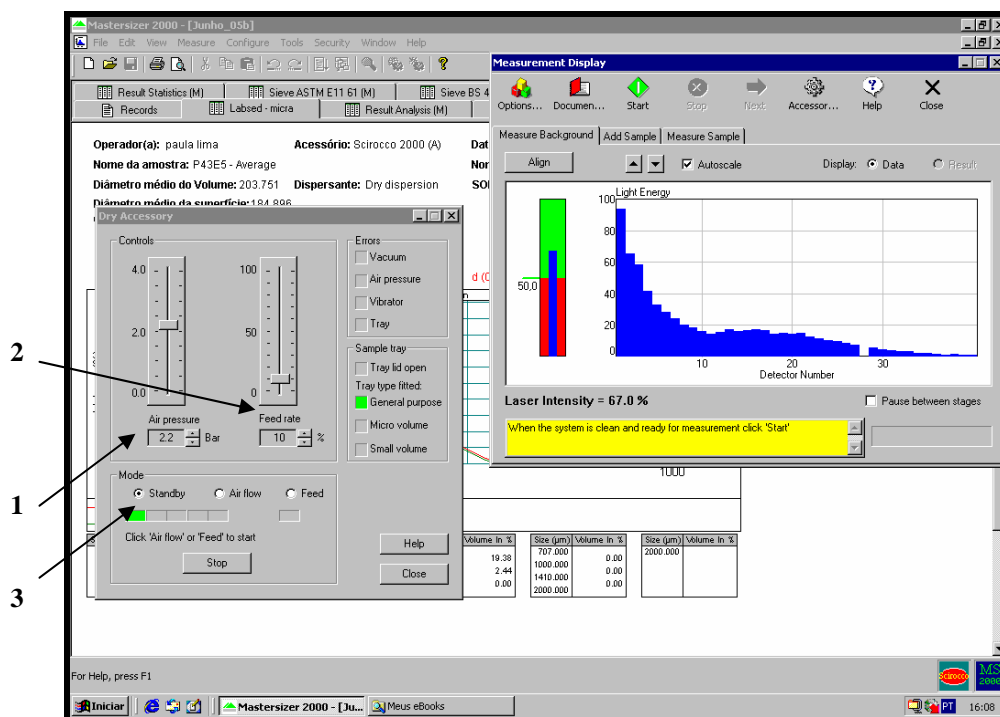 Mastersizer 2000 - [Junho_05b]
File Edit View Measure Configure Tools Security Window Help
Result Statistics (M) Sieve ASTM E11 61 (M) Sieve BS 4
Records Labsed - micra Result Analysis (M)
Operador(a): paula lima Acessório: Scirocco 2000 (A) Dat
Nome da amostra: P43E5 - Average Nor
Diâmetro médio do Volume: 203.751 Dispersante: Dry dispersion SOI
Diâmetro médio da superfície: 184.896
d (0
Measurement Display
Options... Documen... Start Stop Next Accessor... Help Close
Measure Background Add Sample Measure Sample
Align Autoscale Display: Data Result
Light Energy
100
80
60
40
20
0
50,0
10 20 30
Detector Number
Laser Intensity = 67.0 %
Pause between stages
When the system is clean and ready for measurement click 'Start'
Dry Accessory
Controls
4.0
2.0
0.0
100
50
0
Air pressure
2.2 Bar
Feed rate
10 %
Errors
Vacuum
Air pressure
Vibrator
Tray
Sample tray
Tray lid open
Tray type fitted:
General purpose
Micro volume
Small volume
Mode
Standby Air flow Feed
Click 'Air flow' or 'Feed' to start
Stop
Help
Close
1000
Volume In % Size (µm) Volume In % Size (µm) Volume In %
19.38
2.44
0.00
707.000
1000.000
1410.000
2000.000
0.00
0.00
0.00
2000.000
For Help, press F1
Scirocco MS 2000
Iniciar Mastersizer 2000 - [Ju... Meus eBooks PT 16:08
2
1
3